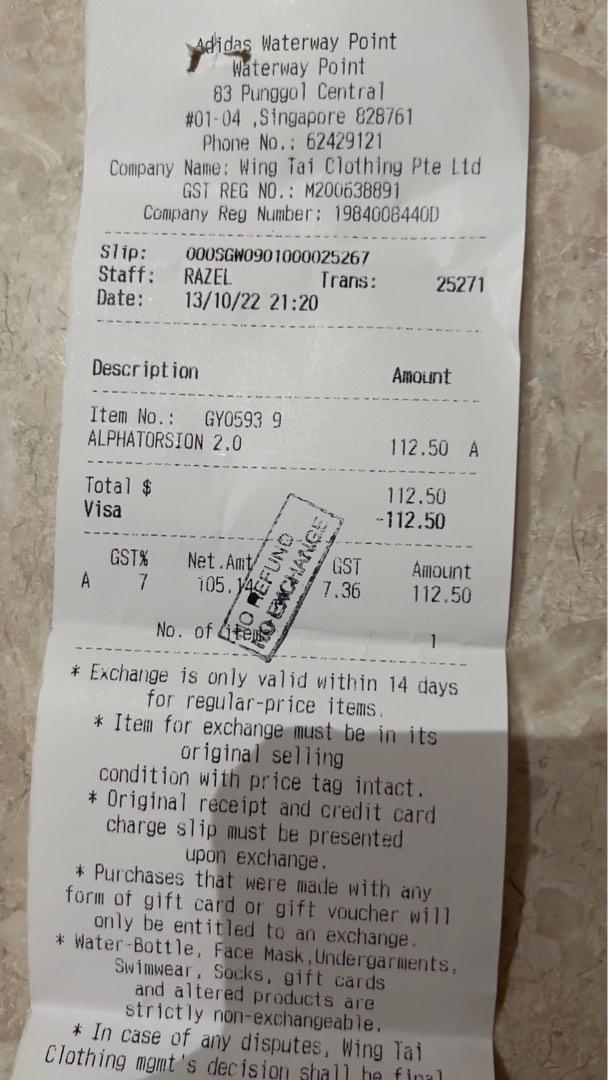 Adidas Waterway Point
Waterway Point
83 Punggol Central
#01-04 ,Singapore 828761
Phone No.: 62429121
Company Name: Wing Tai Clothing Pte Ltd
GST REG NO.: M200638891
Company Reg Number: 1984008440D
Slip: 000SGW0901000025267
Staff: RAZEL Trans: 25271
Date: 13/10/22 21:20
Description Amount
Item No.: GY0593 9
ALPHATORSION 2.0 112.50 A
Total $ 112.50
Visa -112.50
GST% Net.Amt GST Amount
A 7 105.14 7.36 112.50
NO REFUND
NO EXCHANGE
No. of items 1
* Exchange is only valid within 14 days
for regular-price items.
* Item for exchange must be in its
original selling
condition with price tag intact.
* Original receipt and credit card
charge slip must be presented
upon exchange.
* Purchases that were made with any
form of gift card or gift voucher will
only be entitled to an exchange.
* Water-Bottle, Face Mask,Undergarments,
Swimwear, Socks, gift cards
and altered products are
strictly non-exchangeable.
* In case of any disputes, Wing Tai
Clothing mgmt's decision shall be final